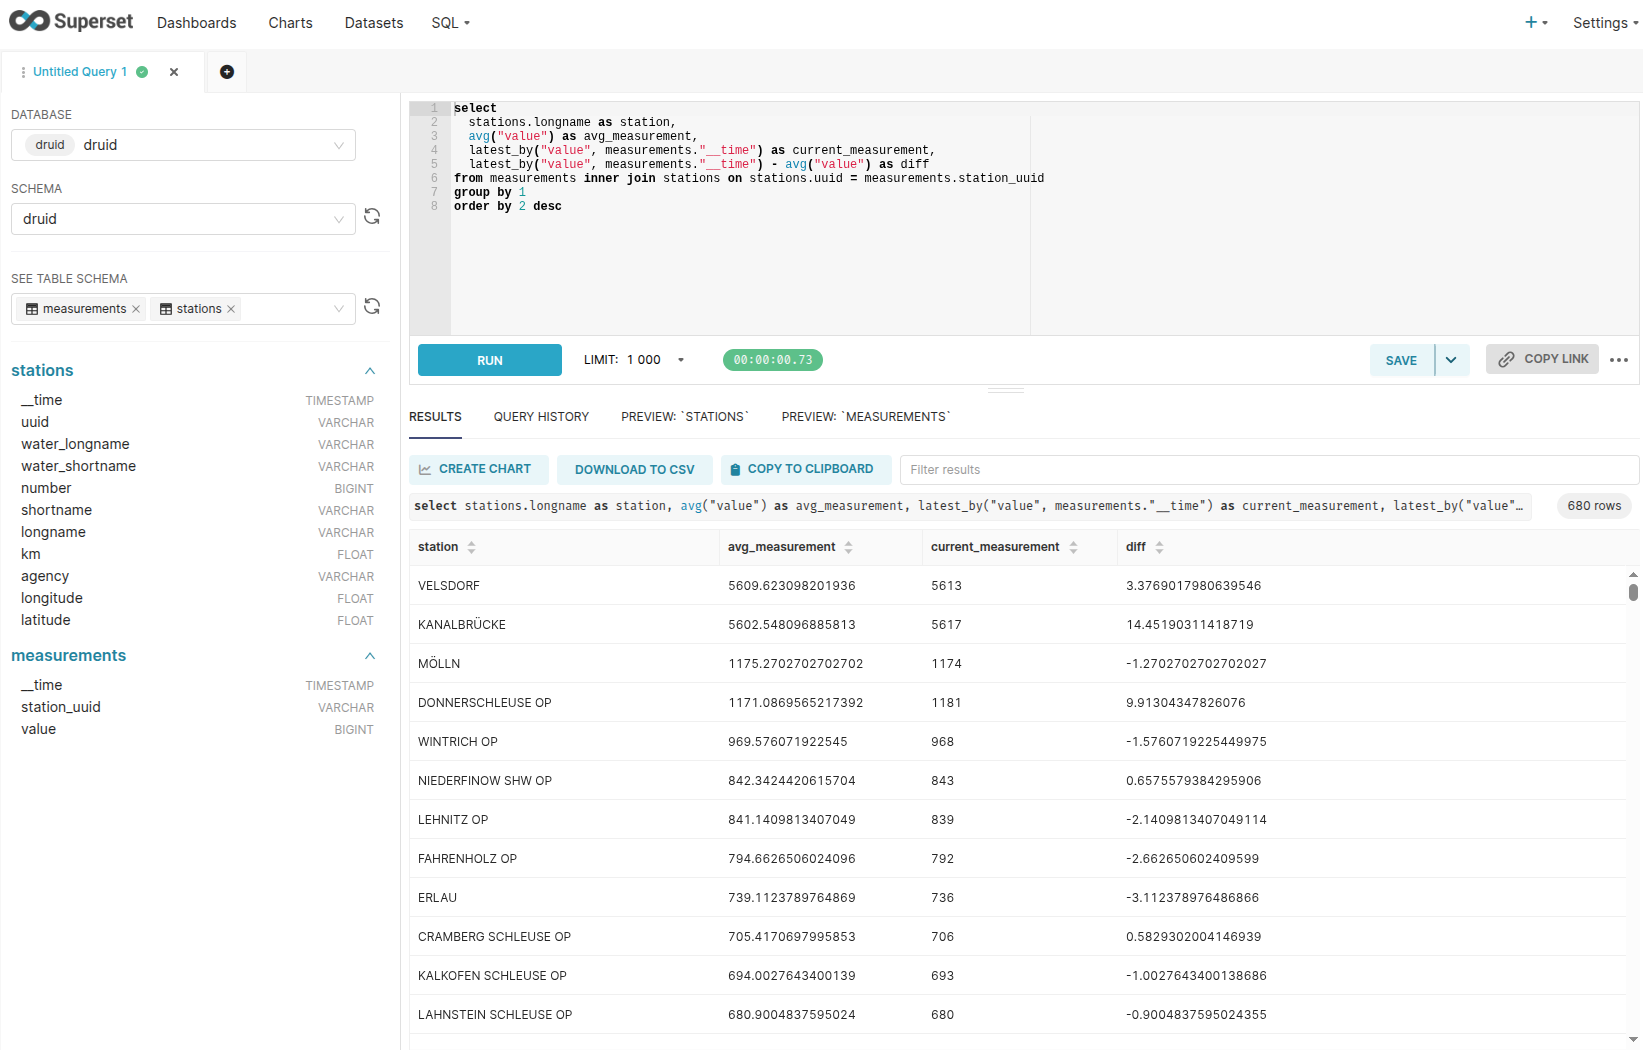 Superset Dashboards Charts Datasets SQL + Settings
Untitled Query 1
DATABASE
druid druid
SCHEMA
druid
SEE TABLE SCHEMA
measurements stations
stations
__time TIMESTAMP
uuid VARCHAR
water_longname VARCHAR
water_shortname VARCHAR
number BIGINT
shortname VARCHAR
longname VARCHAR
km FLOAT
agency VARCHAR
longitude FLOAT
latitude FLOAT
measurements
__time TIMESTAMP
station_uuid VARCHAR
value BIGINT
1 select
2 stations.longname as station,
3 avg("value") as avg_measurement,
4 latest_by("value", measurements."__time") as current_measurement,
5 latest_by("value", measurements."__time") - avg("value") as diff
6 from measurements inner join stations on stations.uuid = measurements.station_uuid
7 group by 1
8 order by 2 desc
RUN LIMIT: 1 000 00:00:00.73 SAVE COPY LINK
RESULTS QUERY HISTORY PREVIEW: `STATIONS` PREVIEW: `MEASUREMENTS`
CREATE CHART DOWNLOAD TO CSV COPY TO CLIPBOARD Filter results
select stations.longname as station, avg("value") as avg_measurement, latest_by("value", measurements."__time") as current_measurement, latest_by("value"… 680 rows
station avg_measurement current_measurement diff
VELSDORF 5609.623098201936 5613 3.3769017980639546
KANALBRÜCKE 5602.548096885813 5617 14.45190311418719
MÖLLN 1175.2702702702702 1174 -1.2702702702702027
DONNERSCHLEUSE OP 1171.0869565217392 1181 9.91304347826076
WINTRICH OP 969.576071922545 968 -1.5760719225449975
NIEDERFINOW SHW OP 842.3424420615704 843 0.6575579384295906
LEHNITZ OP 841.1409813407049 839 -2.1409813407049114
FAHRENHOLZ OP 794.6626506024096 792 -2.662650602409599
ERLAU 739.1123789764869 736 -3.112378976486866
CRAMBERG SCHLEUSE OP 705.4170697995853 706 0.5829302004146939
KALKOFEN SCHLEUSE OP 694.0027643400139 693 -1.0027643400138686
LAHNSTEIN SCHLEUSE OP 680.9004837595024 680 -0.9004837595024355